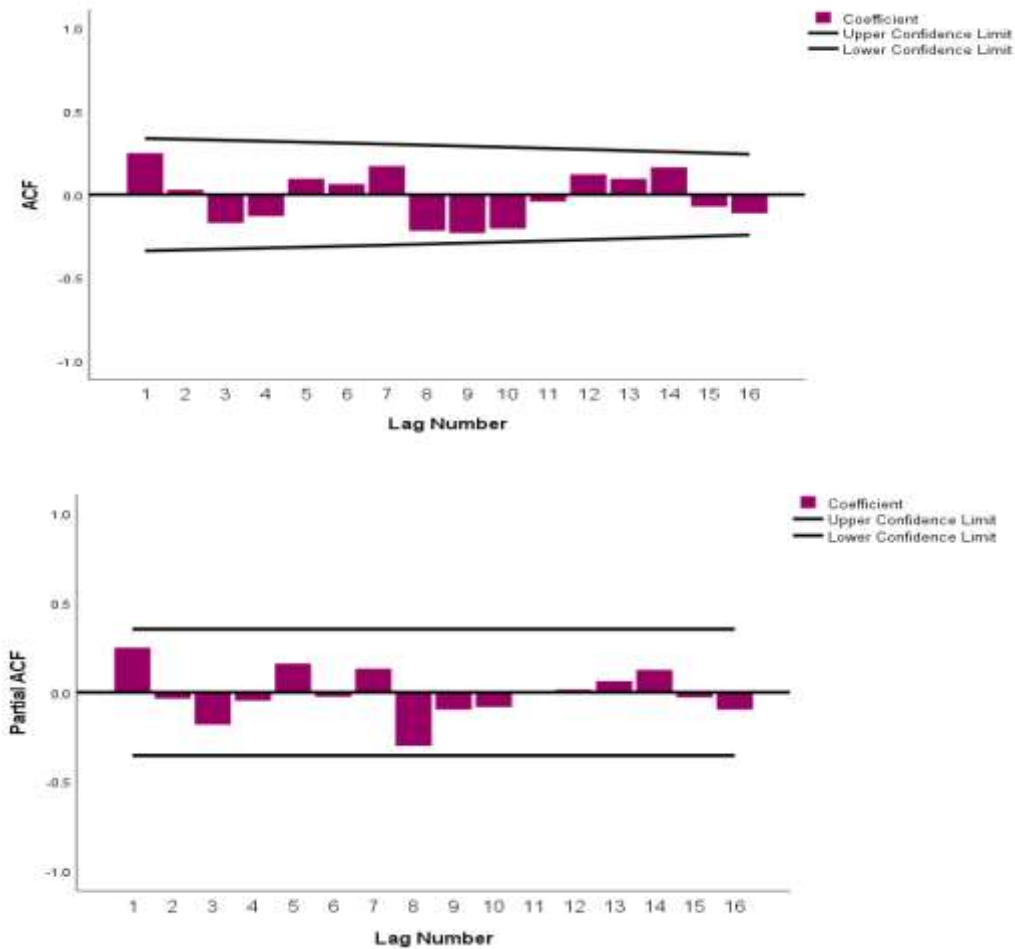 1.0
0.5
0.0
-0.5
-1.0
ACF
1 2 3 4 5 6 7 8 9 10 11 12 13 14 15 16
Lag Number
Coefficient
Upper Confidence Limit
Lower Confidence Limit
1.0
0.5
0.0
-0.5
-1.0
Partial ACF
1 2 3 4 5 6 7 8 9 10 11 12 13 14 15 16
Lag Number
Coefficient
Upper Confidence Limit
Lower Confidence Limit